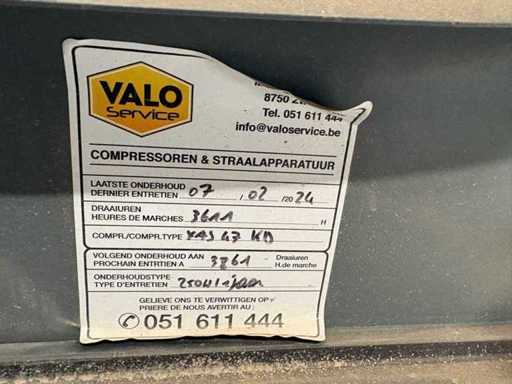 VALO
Service
8750
Tel. 051 611 444
info@valoservice.be
COMPRESSOREN & STRAALAPPARATUUR
LAATSTE ONDERHOUD
DERNIER ENTRETIEN 07 / 02 /2024
DRAAIUREN
HEURES DE MARCHES 3611 H
COMPR./COMPR.TYPE XAS 47 KD
VOLGEND ONDERHOUD AAN Draaiuren
PROCHAIN ENTRTIEN A 3861 H.de marche
ONDERHOUDSTYPE
TYPE D'ENTRETIEN 250H/1jaar
GELIEVE ONS TE VERWITTIGEN OP
PRIERE DE NOUS AVERTIR AU
✆ 051 611 444